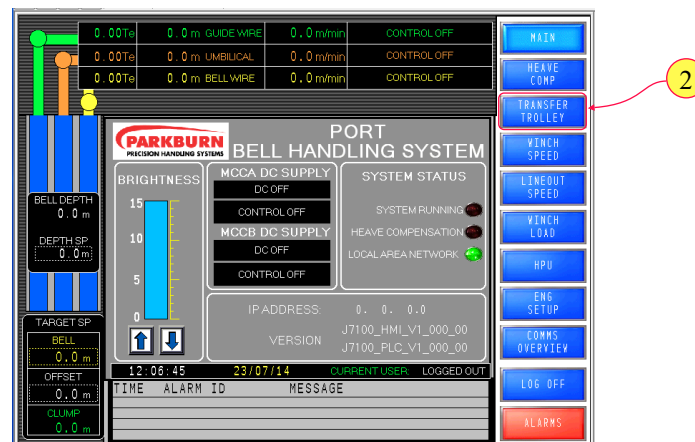 0.00Te 0.0 m GUIDE WIRE 0.0 m/min CONTROL OFF
0.00Te 0.0 m UMBILICAL 0.0 m/min CONTROL OFF
0.00Te 0.0 m BELL WIRE 0.0 m/min CONTROL OFF
MAIN
HEAVE
COMP
TRANSFER
TROLLEY
2
WINCH
SPEED
LINEOUT
SPEED
WINCH
LOAD
HPU
ENG
SETUP
COMMS
OVERVIEW
LOG OFF
ALARMS
PARKBURN
PRECISION HANDLING SYSTEMS
PORT
BELL HANDLING SYSTEM
BRIGHTNESS
15
10
5
0
MCCA DC SUPPLY
DC OFF
CONTROL OFF
MCCB DC SUPPLY
DC OFF
CONTROL OFF
SYSTEM STATUS
SYSTEM RUNNING
HEAVE COMPENSATION
LOCAL AREA NETWORK
IP ADDRESS: 0. 0. 0.0
VERSION J7100_HMI_V1_000_00
J7100_PLC_V1_000_00
BELL DEPTH
0.0 m
DEPTH SP
0.0m
TARGET SP
BELL
0.0 m
OFFSET
0.0 m
CLUMP
0.0 m
12:06:45 23/07/14 CURRENT USER: LOGGED OUT
TIME ALARM ID MESSAGE